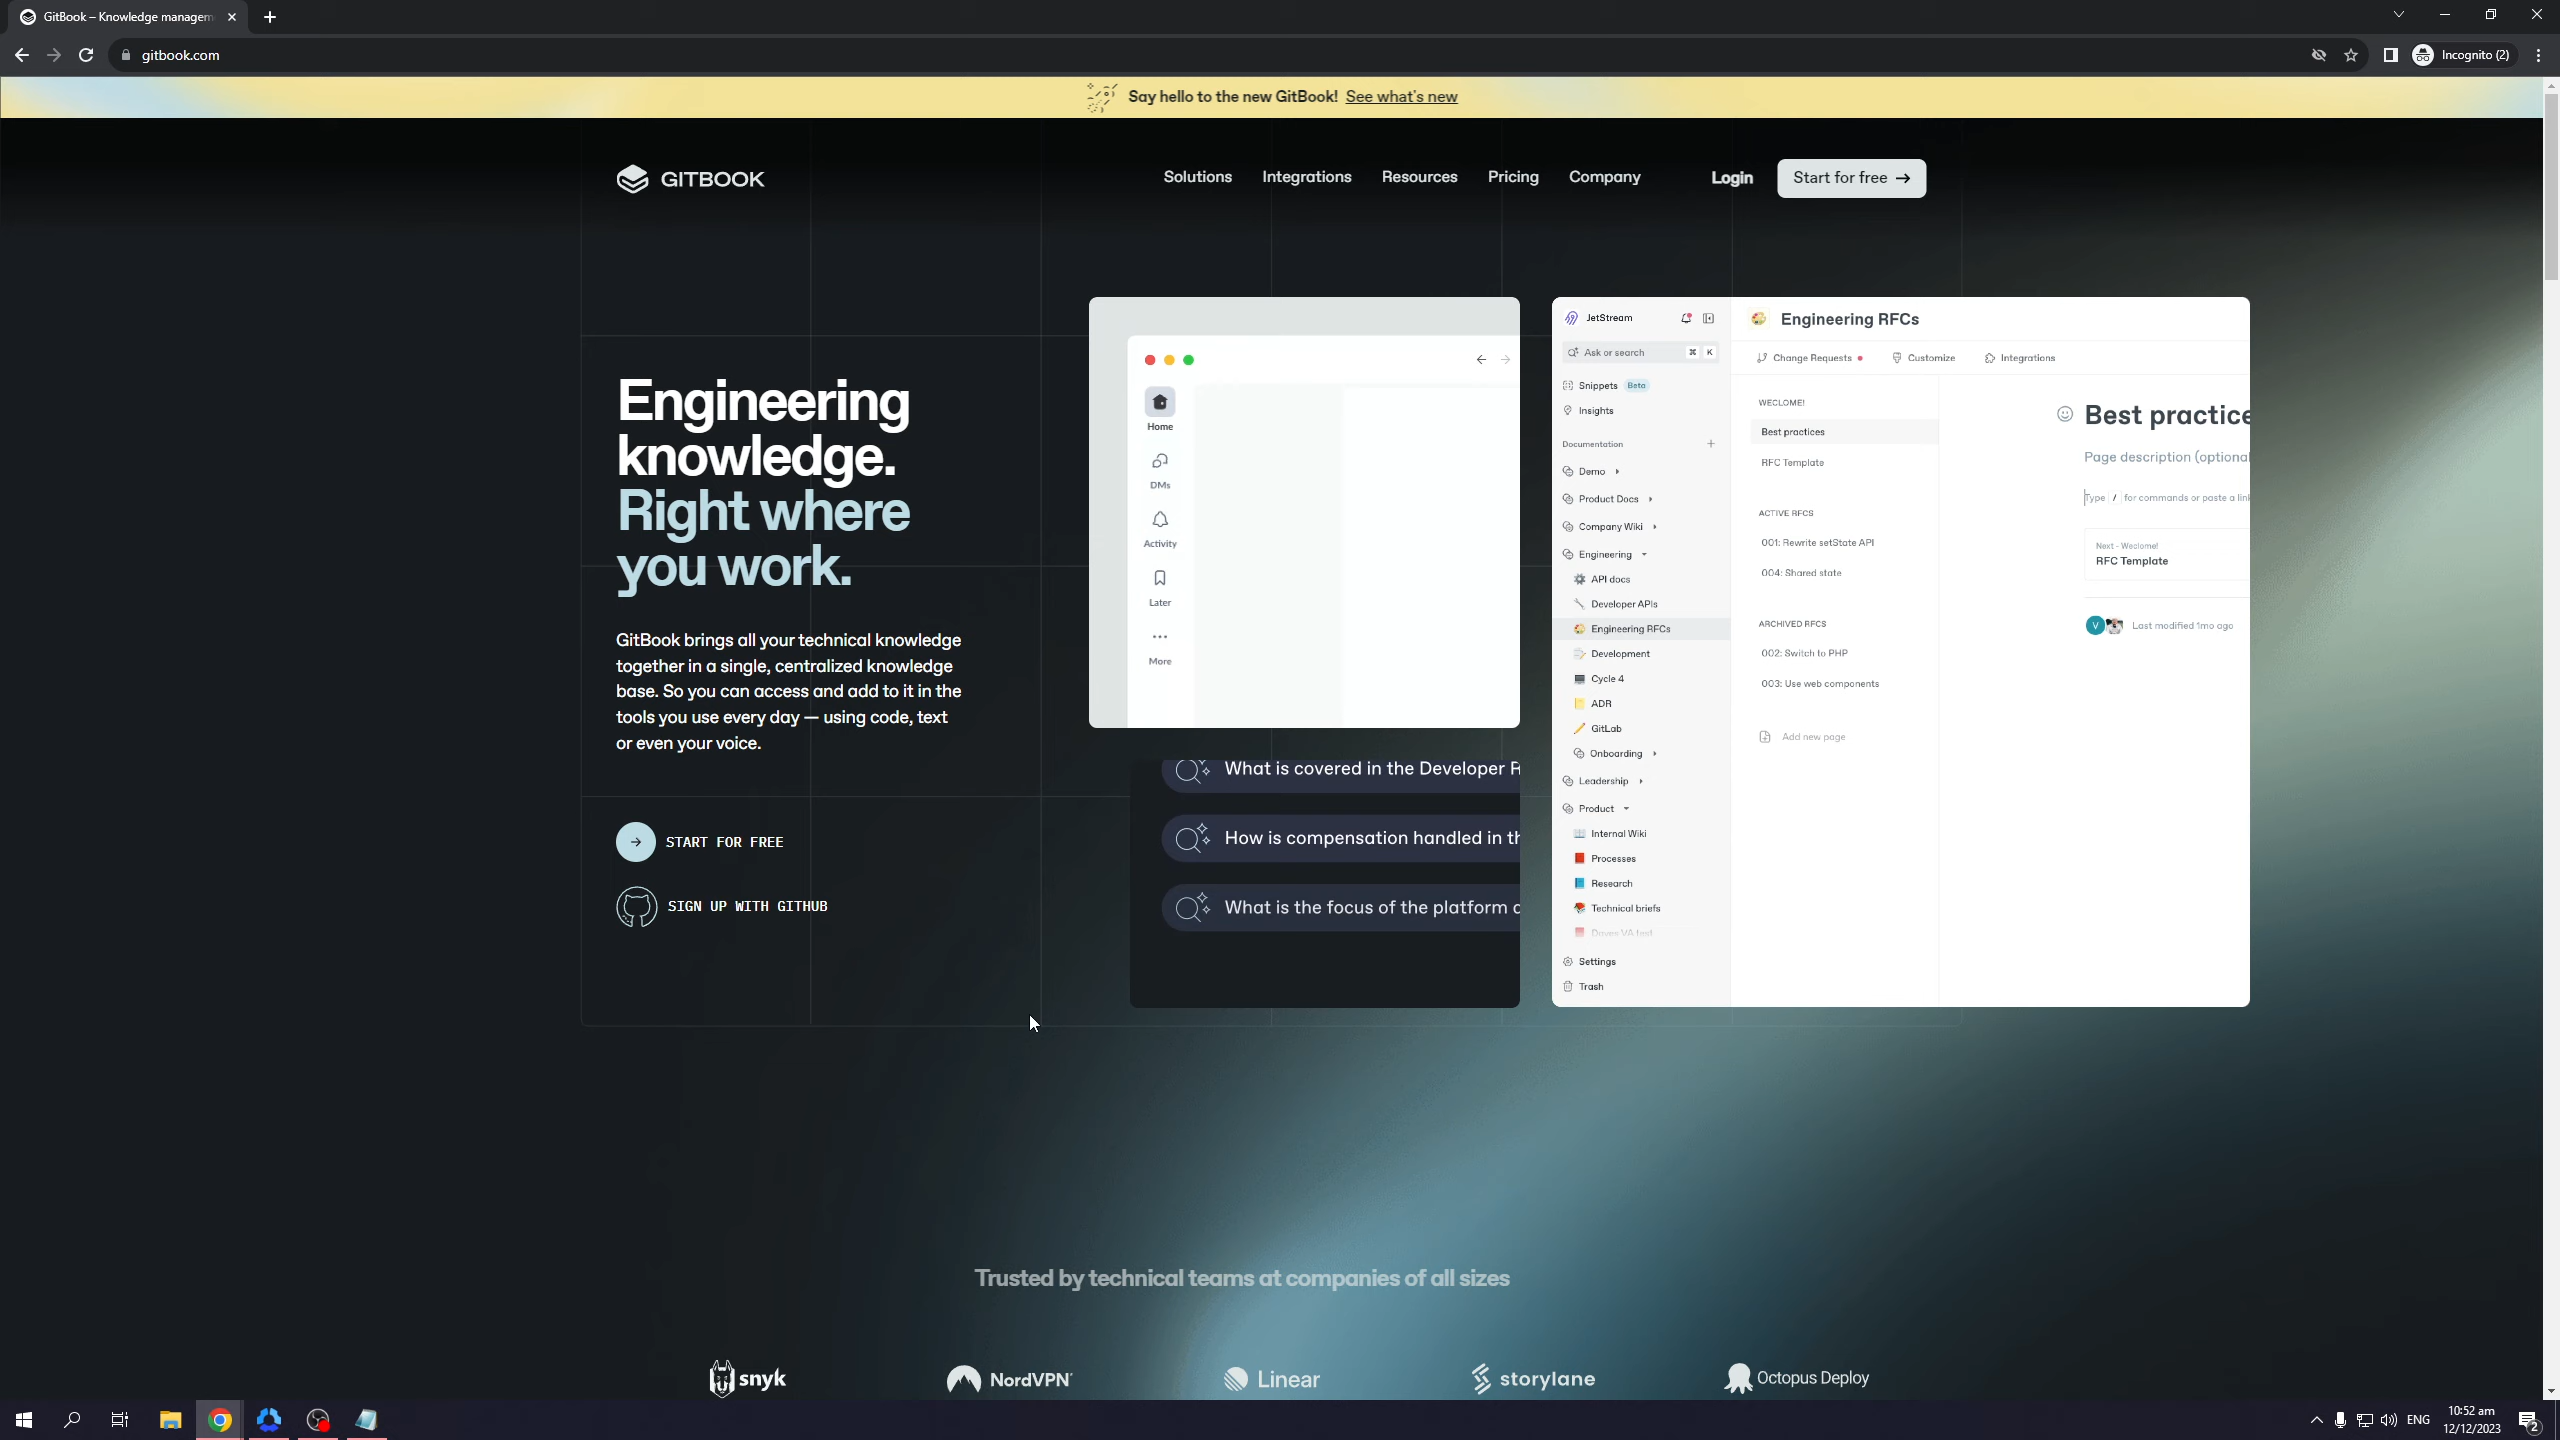 GitBook – Knowledge managem
gitbook.com
Incognito (2)
Say hello to the new GitBook! See what's new
GITBOOK
Solutions
Integrations
Resources
Pricing
Company
Login
Start for free →
Engineering
knowledge.
Right where
you work.
GitBook brings all your technical knowledge
together in a single, centralized knowledge
base. So you can access and add to it in the
tools you use every day — using code, text
or even your voice.
START FOR FREE
SIGN UP WITH GITHUB
Home
DMs
Activity
Later
More
What is covered in the Developer
How is compensation handled in
What is the focus of the platform
JetStream
Ask or search ⌘ K
Snippets Beta
Insights
Documentation
Demo
Product Docs
Company Wiki
Engineering
API docs
Developer APIs
Engineering RFCs
Development
Cycle 4
ADR
GitLab
Onboarding
Leadership
Product
Internal Wiki
Processes
Research
Technical briefs
Daves VA test
Settings
Trash
Engineering RFCs
Change Requests
Customize
Integrations
WECLOME!
Best practices
RFC Template
ACTIVE RFCS
001: Rewrite setState API
004: Shared state
ARCHIVED RFCS
002: Switch to PHP
003: Use web components
Add new page
Best practice
Page description (optional
Type / for commands or paste a lin
Next - Weclome!
RFC Template
V
Last modified 1mo ago
Trusted by technical teams at companies of all sizes
snyk
NordVPN
Linear
storylane
Octopus Deploy
ENG
10:52 am
12/12/2023
2